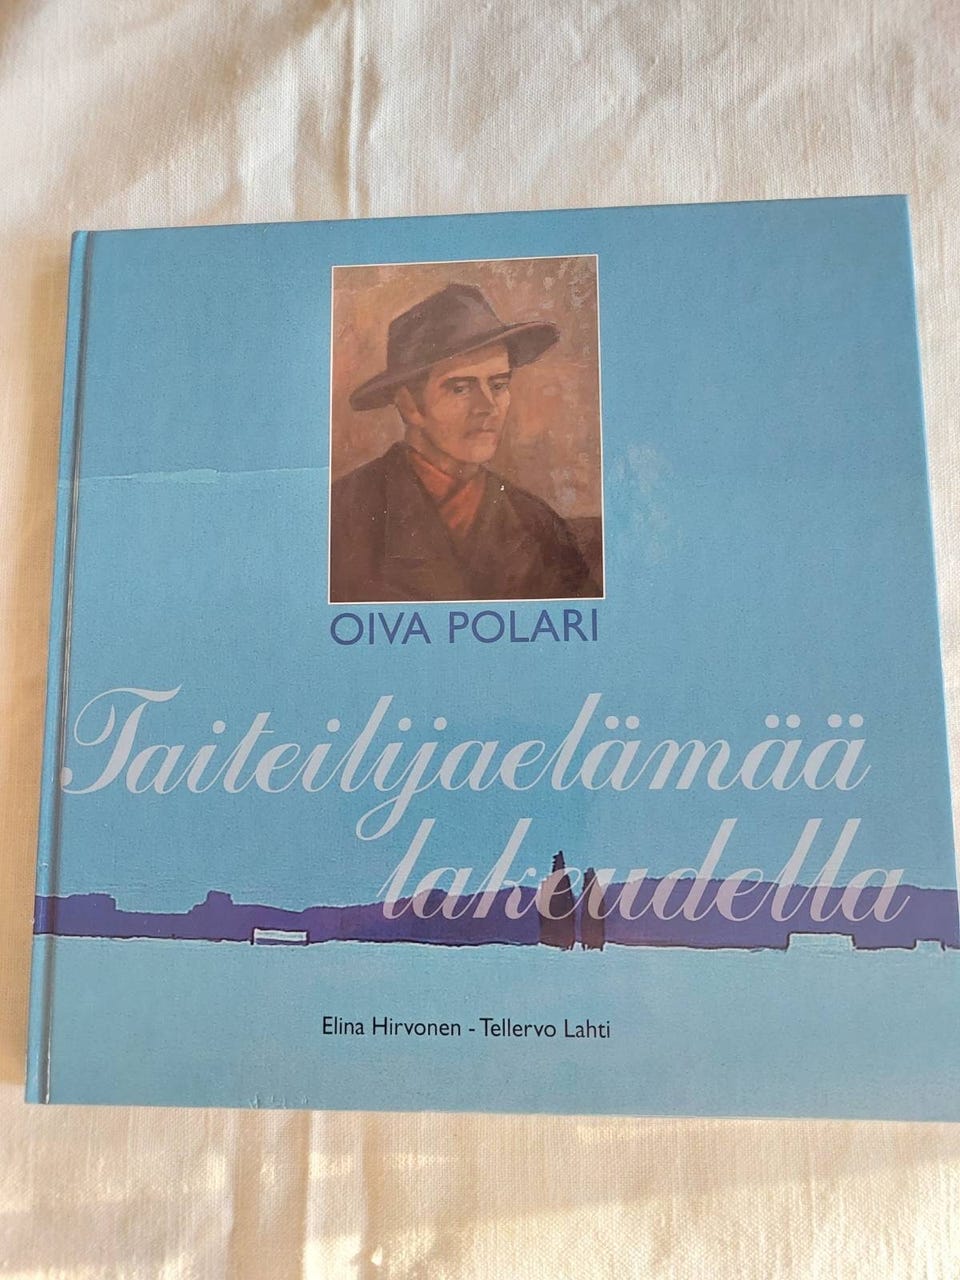 OIVA POLARI
Taiteilijaelämää
lakeudella
Elina Hirvonen - Tellervo Lahti